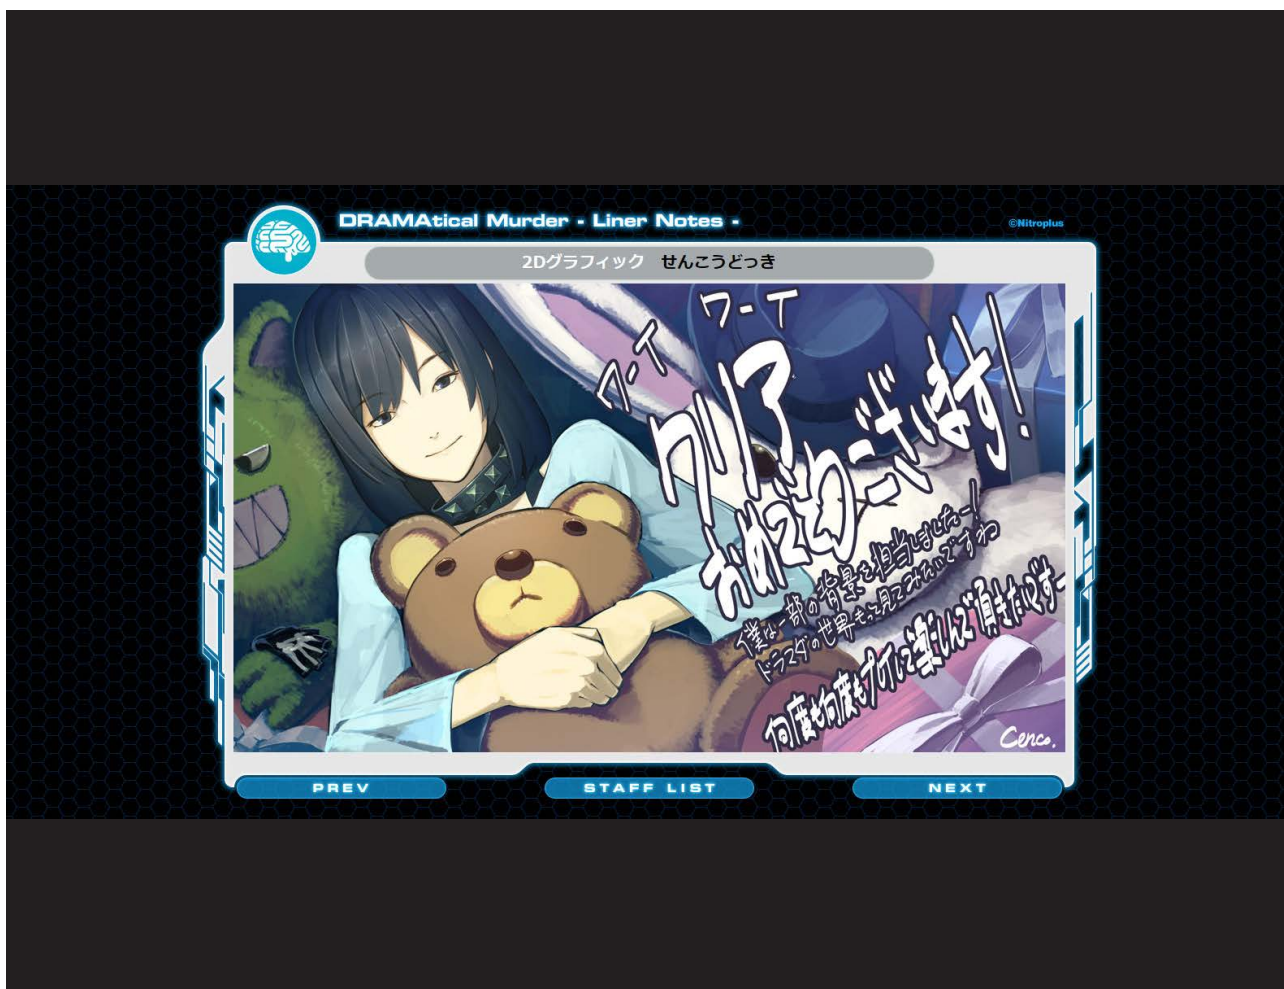 DRAMAtical Murder - Liner Notes -
©Nitroplus
2Dグラフィック せんこうどっき
ワーイ ワーイ
クリア
おめでとうございます!
僕は一部の背景を担当しましたー!
ドラマダの世界もっと見てみたいですわ
何度も何度もプレイして楽しんで頂きたいですー
Cenco.
PREV
STAFF LIST
NEXT